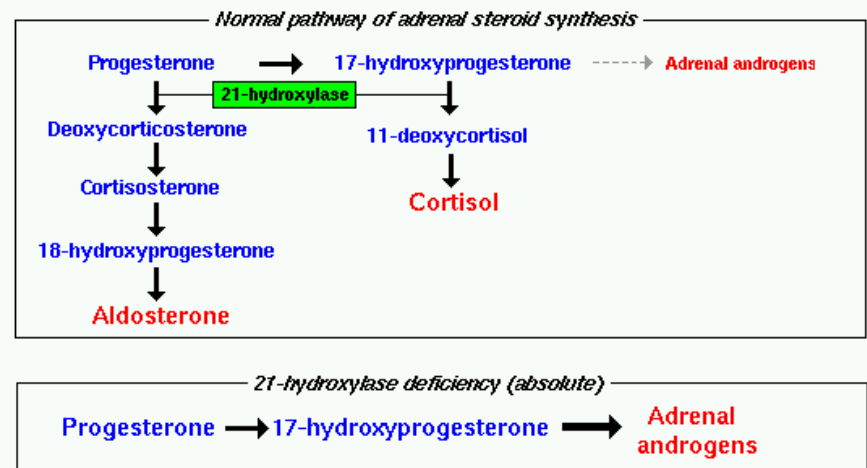 Normal pathway of adrenal steroid synthesis
Progesterone 17-hydroxyprogesterone Adrenal androgens
21-hydroxylase
Deoxycorticosterone 11-deoxycortisol
Cortisosterone Cortisol
18-hydroxyprogesterone
Aldosterone
21-hydroxylase deficiency (absolute)
Progesterone 17-hydroxyprogesterone Adrenal
androgens